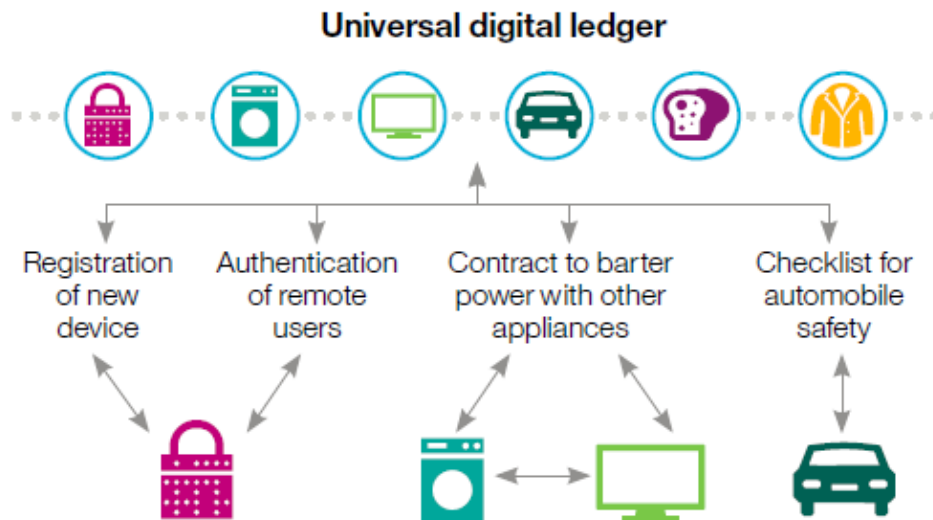 Universal digital ledger
Registration
of new
device
Authentication
of remote
users
Contract to barter
power with other
appliances
Checklist for
automobile
safety